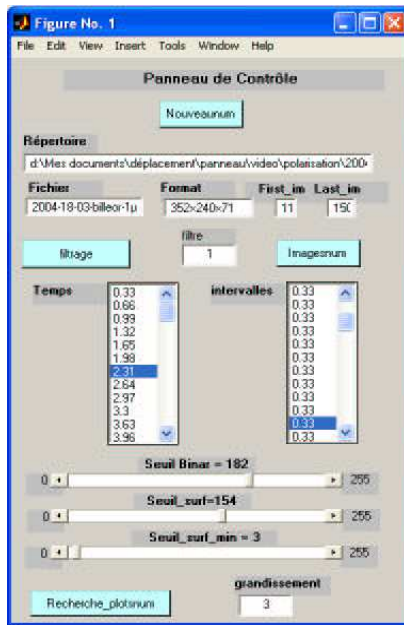 Figure No. 1
File Edit View Insert Tools Window Help
Panneau de Contrôle
Nouveaunum
Répertoire
d:\Mes documents\déplacement\panneau\video\polarisation\200
Fichier Format First_im Last_im
2004-18-03-billeor-1µ 352×240×71 11 150
filtre
filtrage 1 Imagesnum
Temps intervalles
0.33 0.33
0.66 0.33
0.99 0.33
1.32 0.33
1.65 0.33
1.98 0.33
2.31 0.33
2.64 0.33
2.97 0.33
3.3 0.33
3.63 0.33
3.96 0.33
Seuil Binar = 182
0 255
Seuil_surf=154
0 255
Seuil_surf_min = 3
0 255
grandissement
Recherche_plotsnum 3